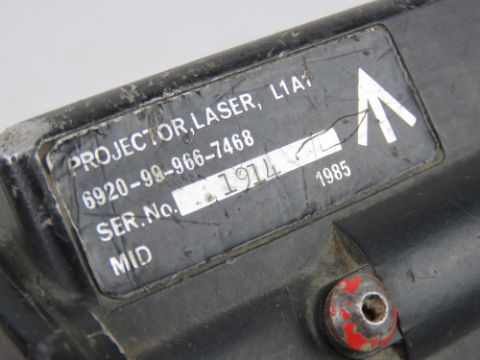 PROJECTOR, LASER, L1A1
6920-99-966-7468
SER.No. 1914 1985
MID